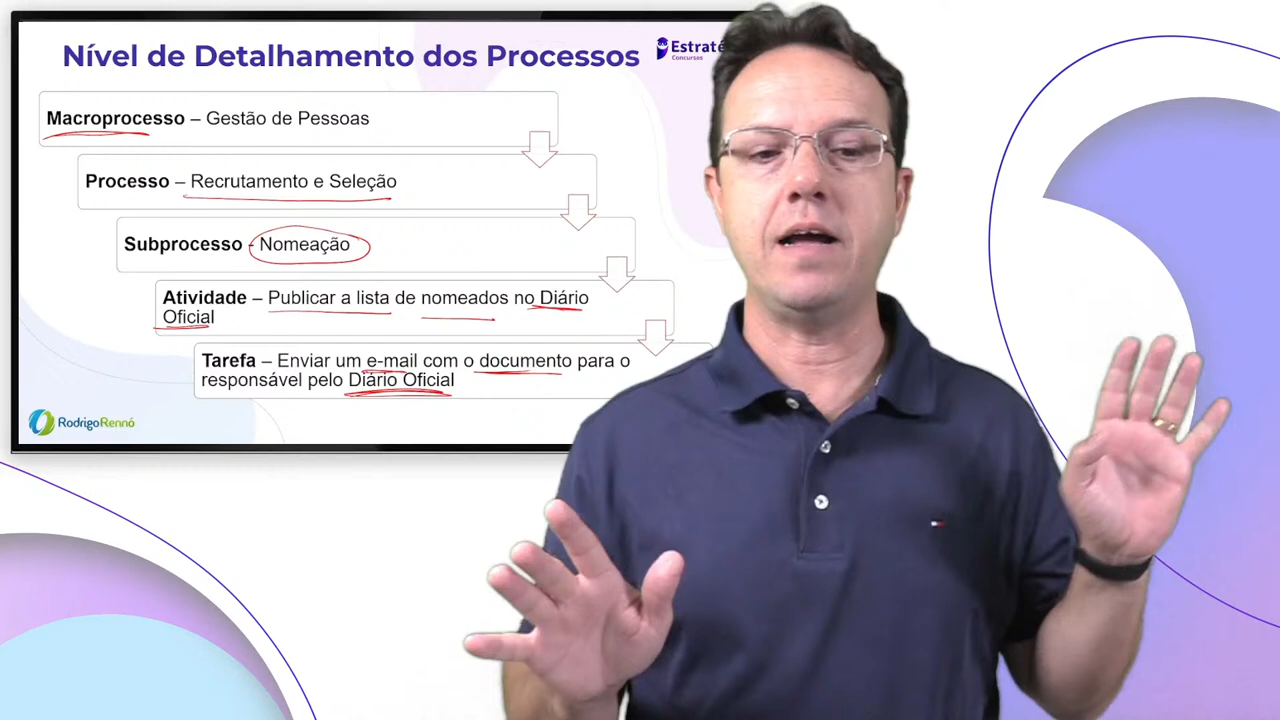 Nível de Detalhamento dos Processos
Concursos
Macroprocesso – Gestão de Pessoas
Processo – Recrutamento e Seleção
Subprocesso - Nomeação
Atividade – Publicar a lista de nomeados no Diário
Oficial
Tarefa – Enviar um e-mail com o documento para o
responsável pelo Diário Oficial
RodrigoRennó